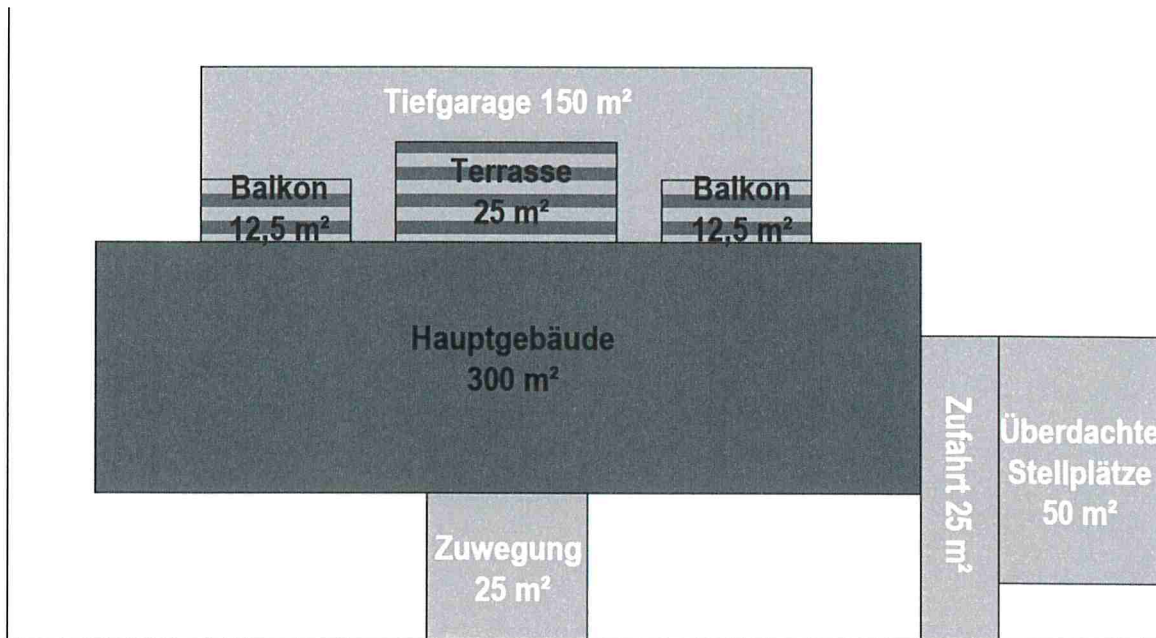 Tiefgarage 150 m²
Balkon
12,5 m²
Terrasse
25 m²
Balkon
12,5 m²
Hauptgebäude
300 m²
Zufahrt 25 m²
Überdachte
Stellplätze
50 m²
Zuwegung
25 m²